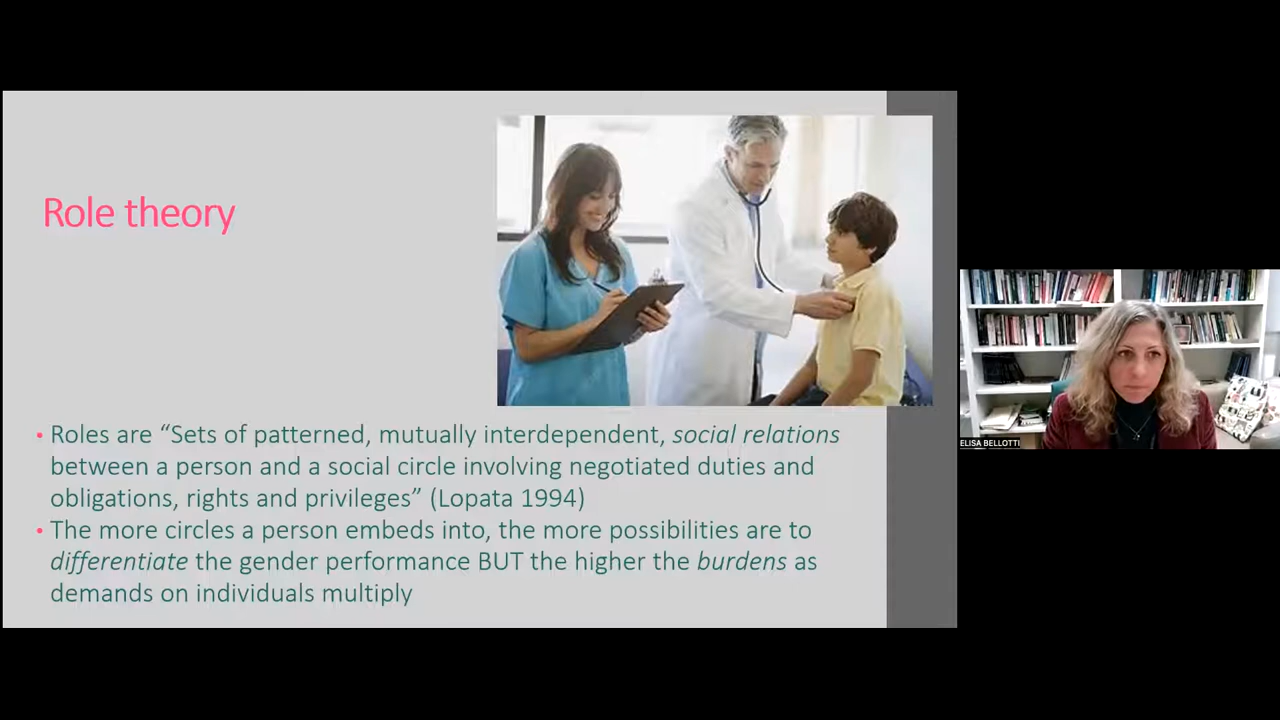 Role theory
• Roles are “Sets of patterned, mutually interdependent, social relations
between a person and a social circle involving negotiated duties and
obligations, rights and privileges” (Lopata 1994)
• The more circles a person embeds into, the more possibilities are to
differentiate the gender performance BUT the higher the burdens as
demands on individuals multiply
ELISA BELLOTTI